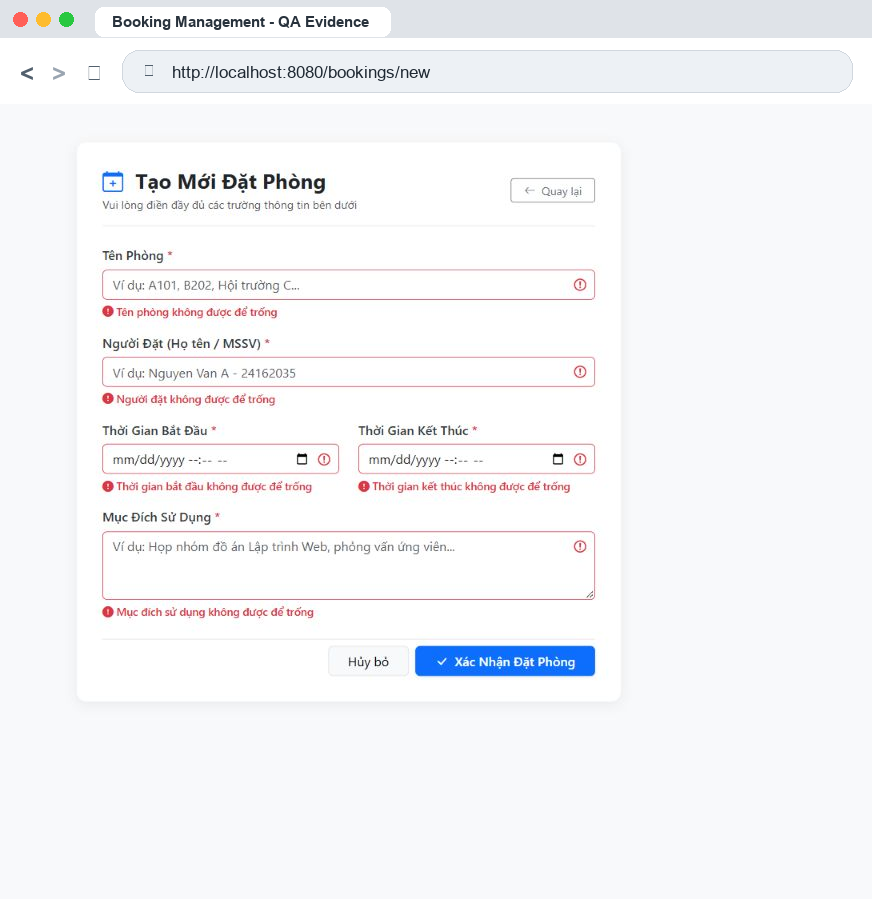 Booking Management - QA Evidence
http://localhost:8080/bookings/new
Tạo Mới Đặt Phòng
Vui lòng điền đầy đủ các trường thông tin bên dưới
← Quay lại
Tên Phòng *
Ví dụ: A101, B202, Hội trường C...
Tên phòng không được để trống
Người Đặt (Họ tên / MSSV) *
Ví dụ: Nguyen Van A - 24162035
Người đặt không được để trống
Thời Gian Bắt Đầu *
Thời Gian Kết Thúc *
mm/dd/yyyy --:-- --
mm/dd/yyyy --:-- --
Thời gian bắt đầu không được để trống
Thời gian kết thúc không được để trống
Mục Đích Sử Dụng *
Ví dụ: Họp nhóm đồ án Lập trình Web, phỏng vấn ứng viên...
Mục đích sử dụng không được để trống
Hủy bỏ
Xác Nhận Đặt Phòng